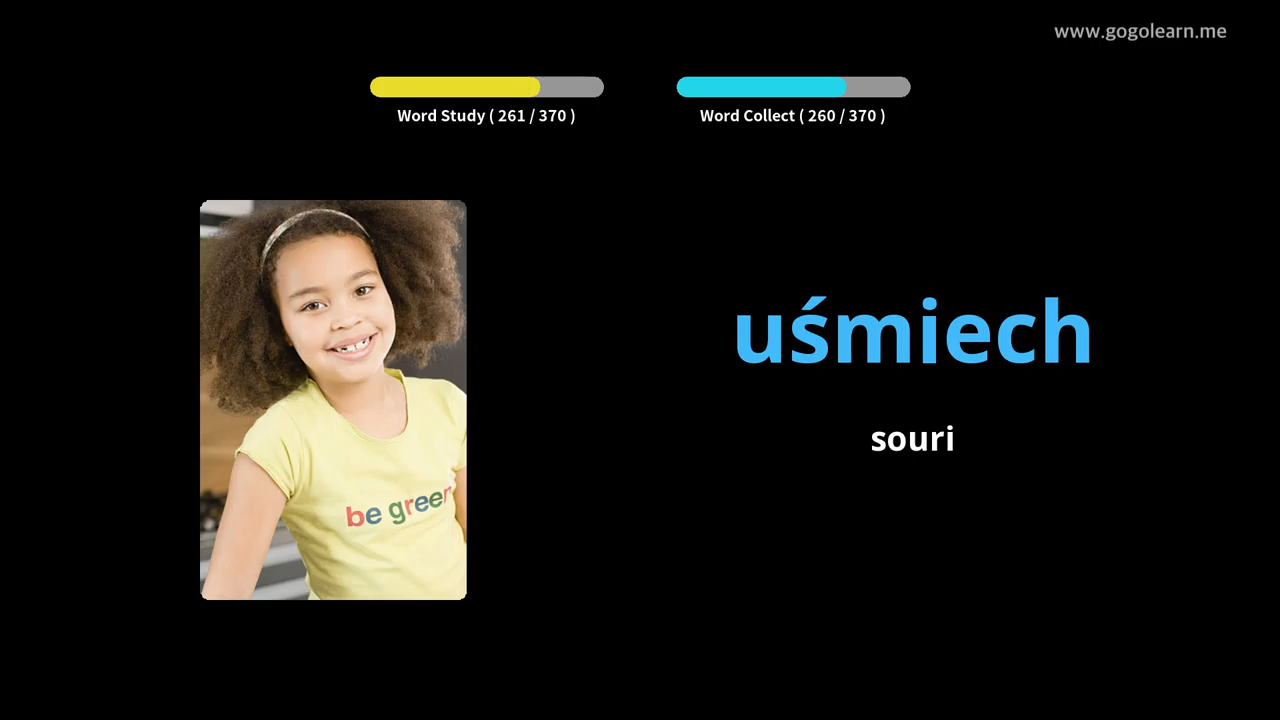 www.gogolearn.me
Word Study ( 261 / 370 )
Word Collect ( 260 / 370 )
uśmiech
souri
be green